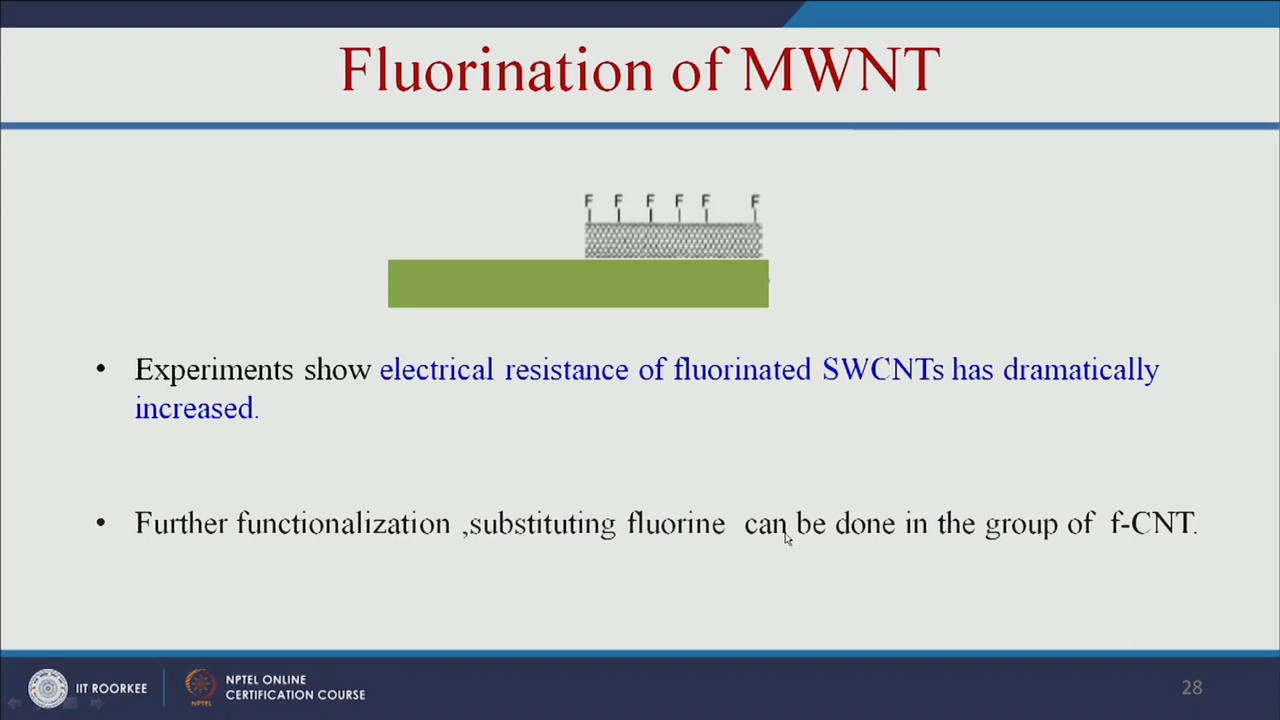 Fluorination of MWNT
F F F F F F
• Experiments show electrical resistance of fluorinated SWCNTs has dramatically
increased.
• Further functionalization ,substituting fluorine can be done in the group of f-CNT.
IIT ROORKEE
NPTEL
NPTEL ONLINE
CERTIFICATION COURSE
28